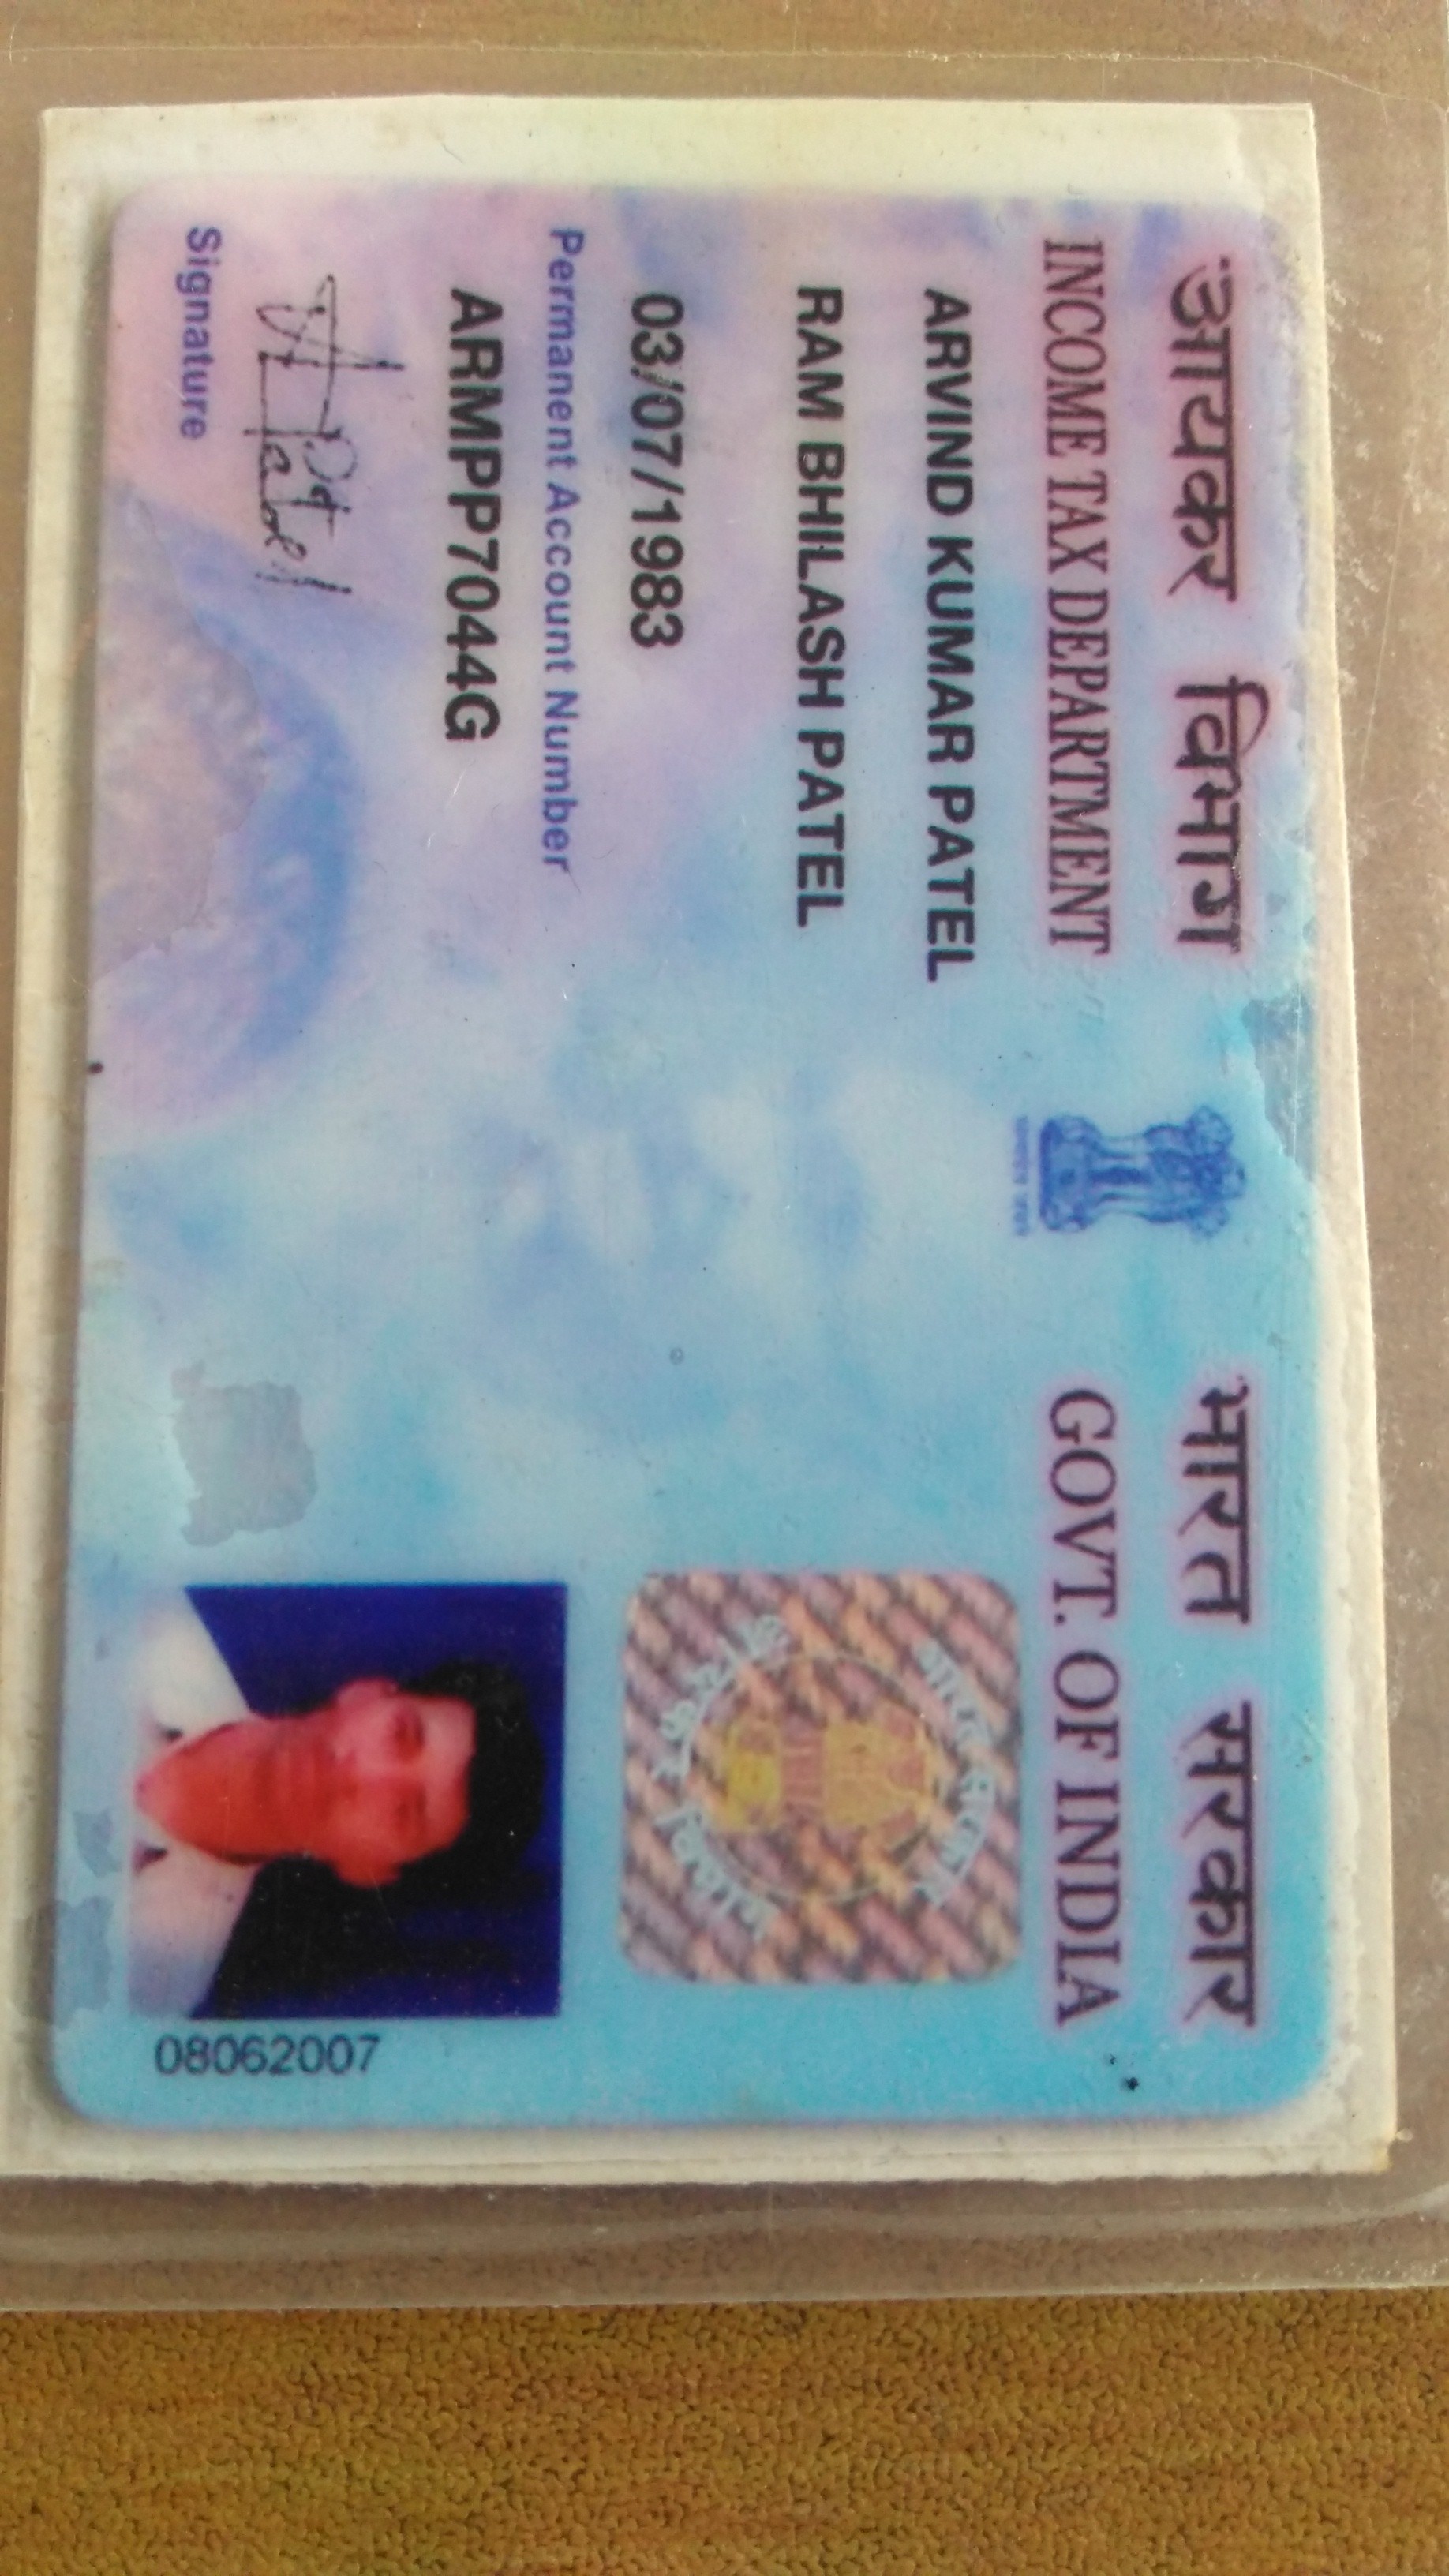 आयकर विभाग
INCOME TAX DEPARTMENT
भारत सरकार
GOVT. OF INDIA
ARVIND KUMAR PATEL
RAM BHILASH PATEL
03/07/1983
Permanent Account Number
ARMPP7044G
A Patel
Signature
08062007